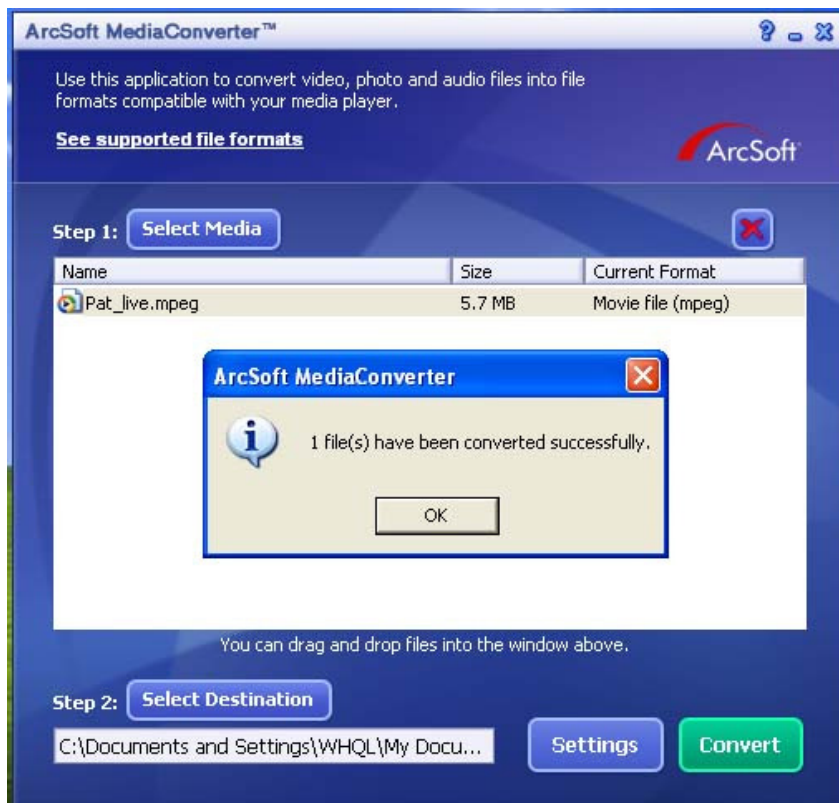 ArcSoft MediaConverter™
Use this application to convert video, photo and audio files into file
formats compatible with your media player.
See supported file formats
ArcSoft
Step 1: Select Media
Name Size Current Format
Pat_live.mpeg 5.7 MB Movie file (mpeg)
ArcSoft MediaConverter
1 file(s) have been converted successfully.
OK
You can drag and drop files into the window above.
Step 2: Select Destination
C:\Documents and Settings\WHQL\My Docu...
Settings Convert